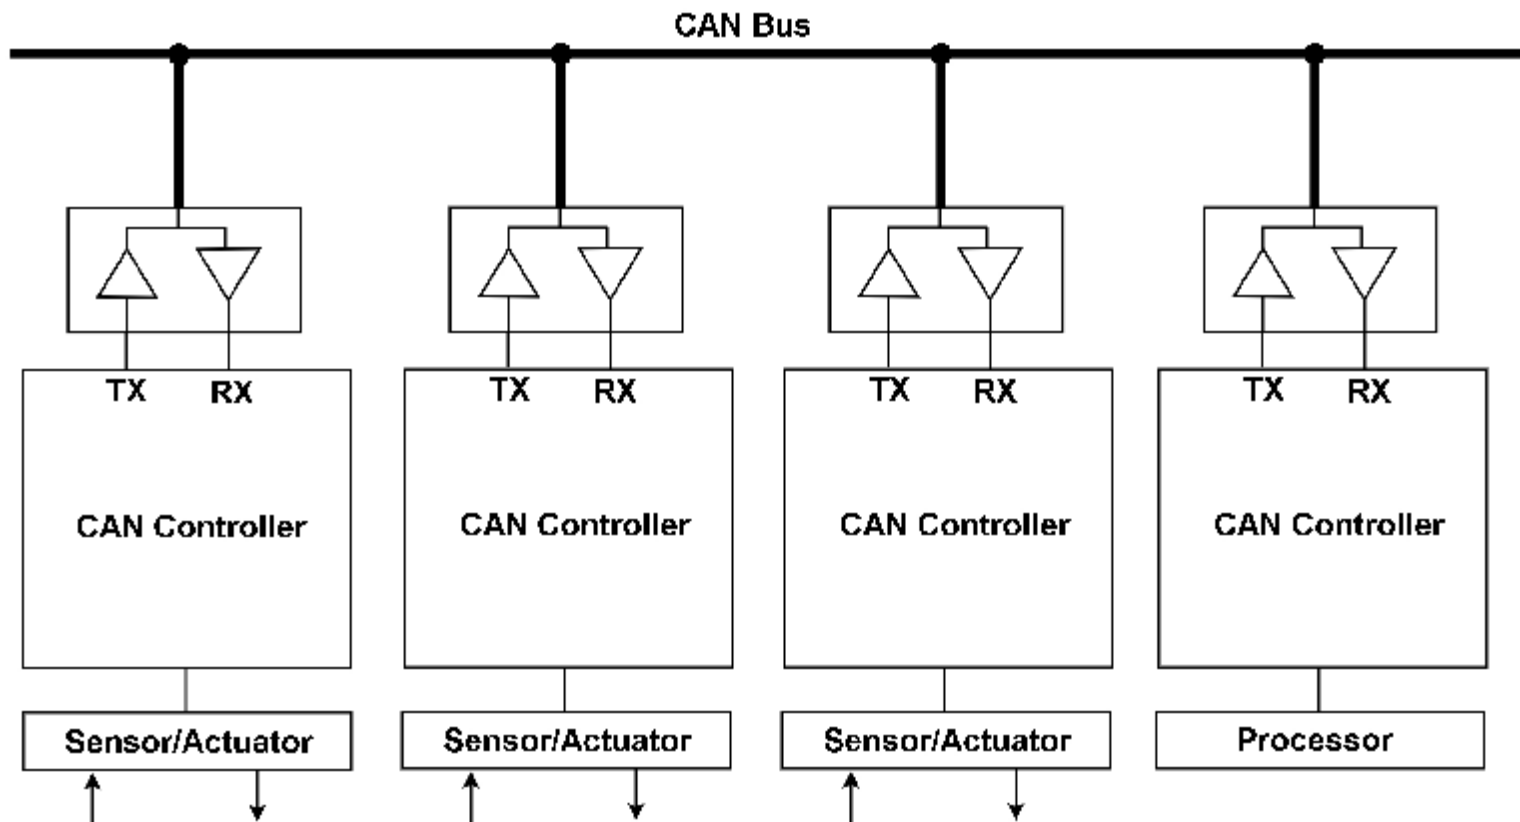 CAN Bus
TX RX TX RX TX RX TX RX
CAN Controller CAN Controller CAN Controller CAN Controller
Sensor/Actuator Sensor/Actuator Sensor/Actuator Processor